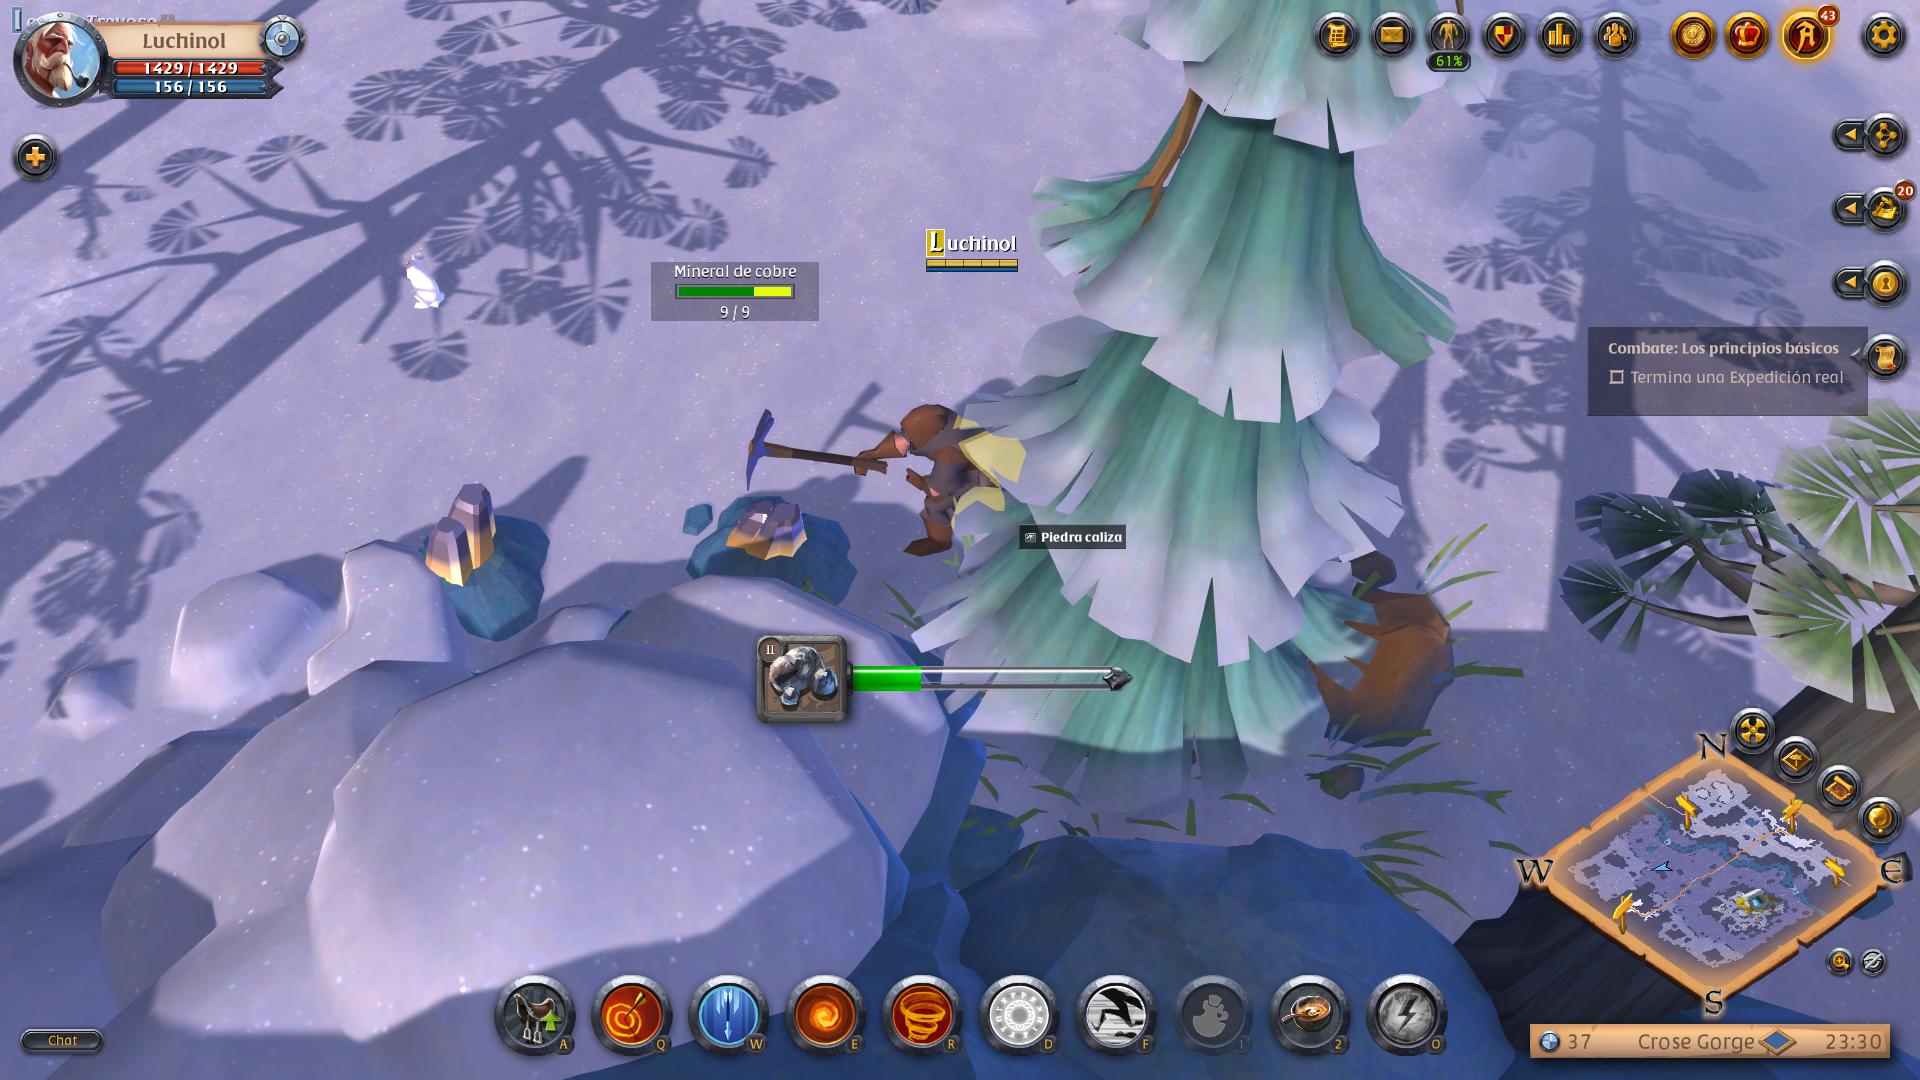 Luchinol
1429 / 1429
156 / 156
61%
43
20
Luchinol
Mineral de cobre
9 / 9
Combate: Los principios básicos
Termina una Expedición real
Piedra caliza
II
N
W
E
S
Chat
A
Q
W
E
R
D
F
1
2
O
37
Crose Gorge
23:30